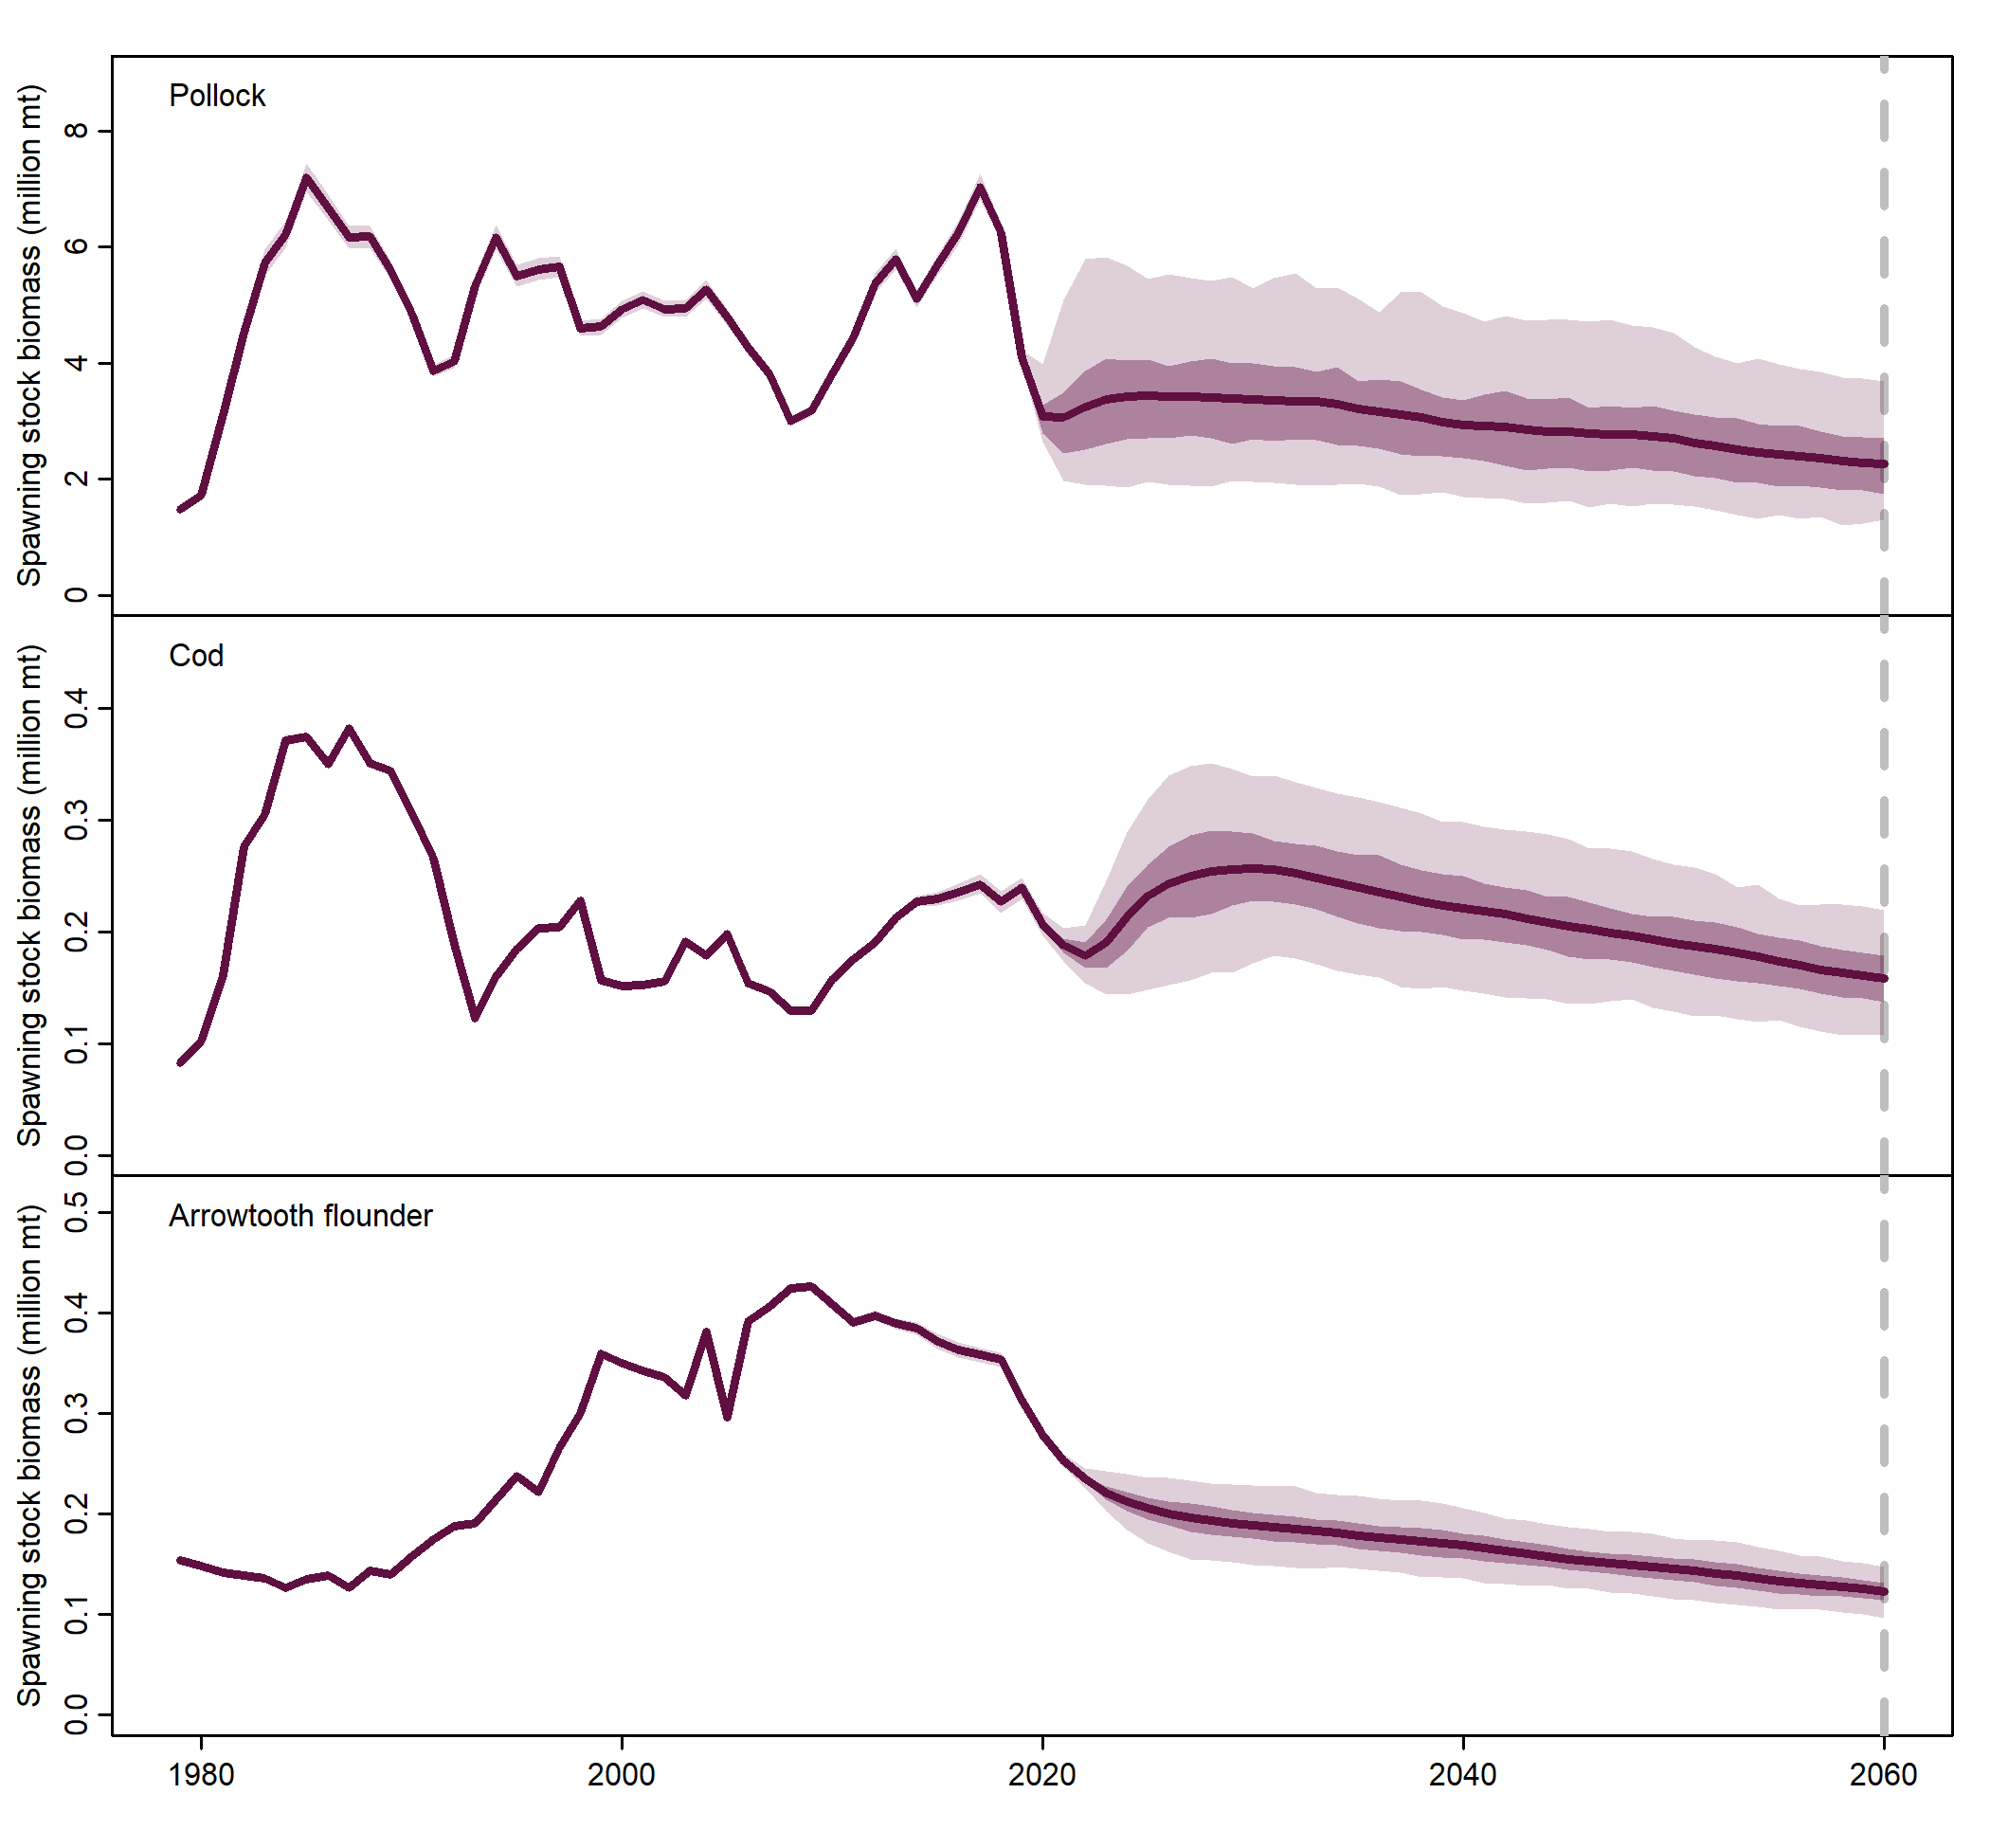 Pollock
Spawning stock biomass (million mt)
8
6
4
2
0
Cod
Spawning stock biomass (million mt)
0.4
0.3
0.2
0.1
0.0
Arrowtooth flounder
Spawning stock biomass (million mt)
0.5
0.4
0.3
0.2
0.1
0.0
1980 2000 2020 2040 2060